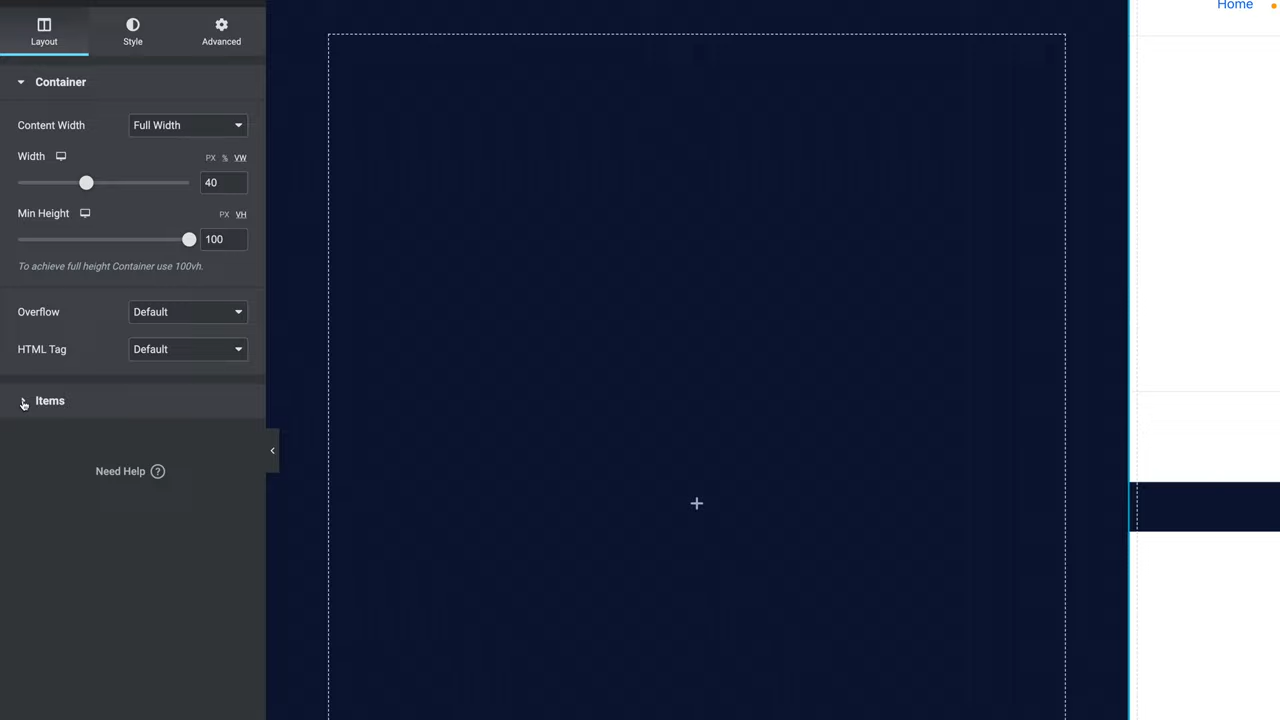 Home
Layout
Style
Advanced
Container
Content Width
Full Width
Width
PX % VW
40
Min Height
PX VH
100
To achieve full height Container use 100vh.
Overflow
Default
HTML Tag
Default
Items
Need Help ?